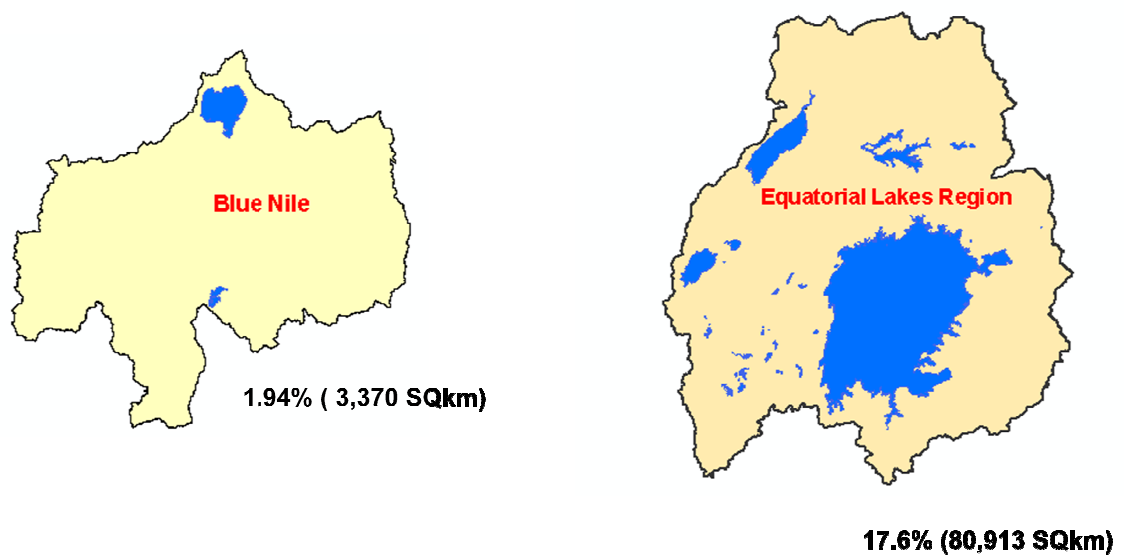 Blue Nile
1.94% ( 3,370 SQkm)
Equatorial Lakes Region
17.6% (80,913 SQkm)